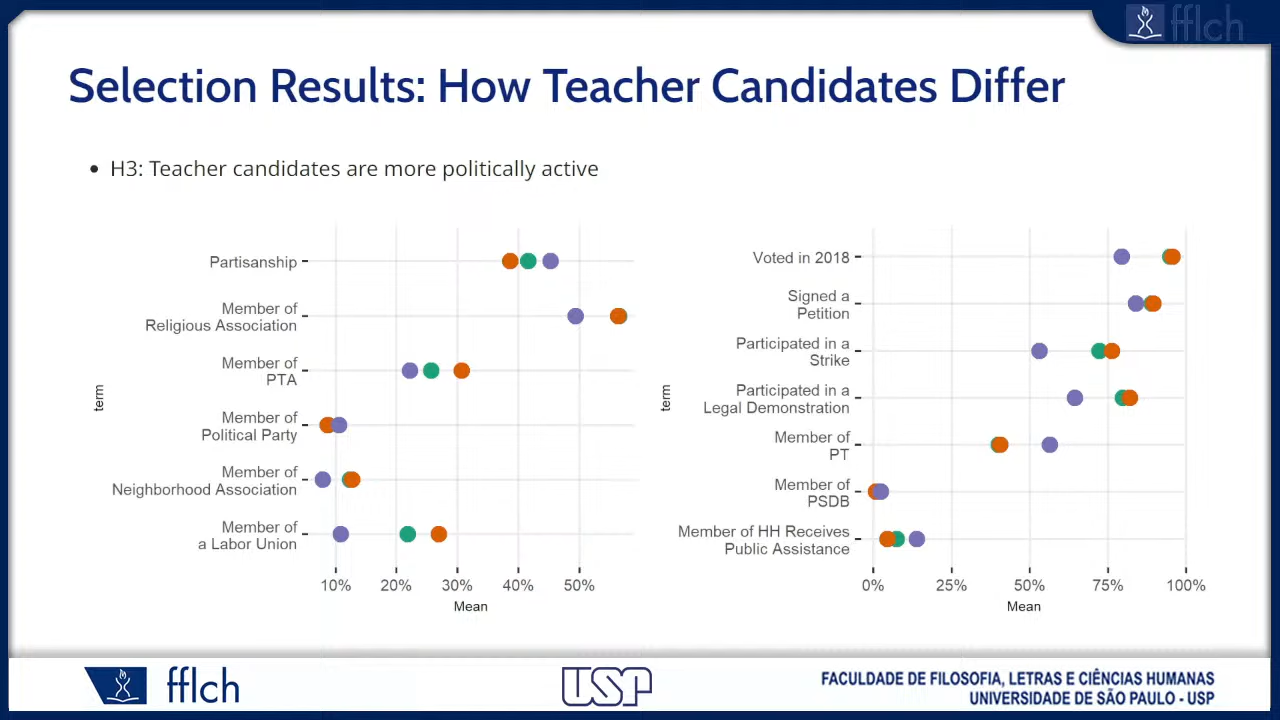 fflch
Selection Results: How Teacher Candidates Differ
• H3: Teacher candidates are more politically active
term
Partisanship
Member of
Religious Association
Member of
PTA
Member of
Political Party
Member of
Neighborhood Association
Member of
a Labor Union
10% 20% 30% 40% 50%
Mean
term
Voted in 2018
Signed a
Petition
Participated in a
Strike
Participated in a
Legal Demonstration
Member of
PT
Member of
PSDB
Member of HH Receives
Public Assistance
0% 25% 50% 75% 100%
Mean
fflch
USP
FACULDADE DE FILOSOFIA, LETRAS E CIÊNCIAS HUMANAS
UNIVERSIDADE DE SÃO PAULO - USP